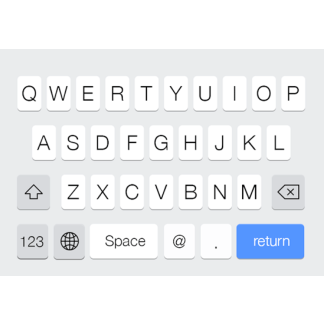 Q W E R T Y U I O P
A S D F G H J K L
Z X C V B N M
123 Space @ . return